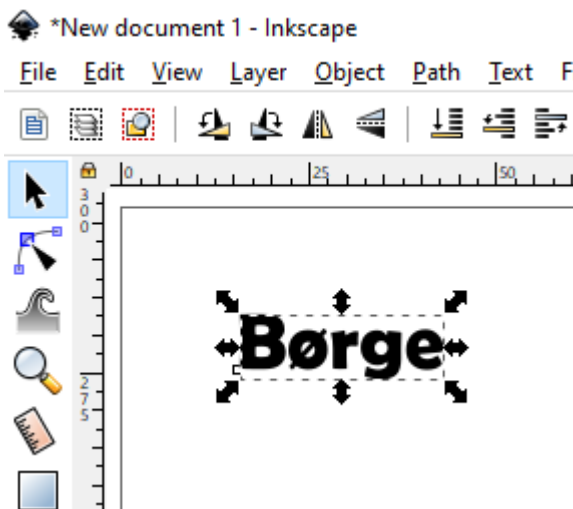 *New document 1 - Inkscape
File Edit View Layer Object Path Text F
0 25 50
300
275
Børge